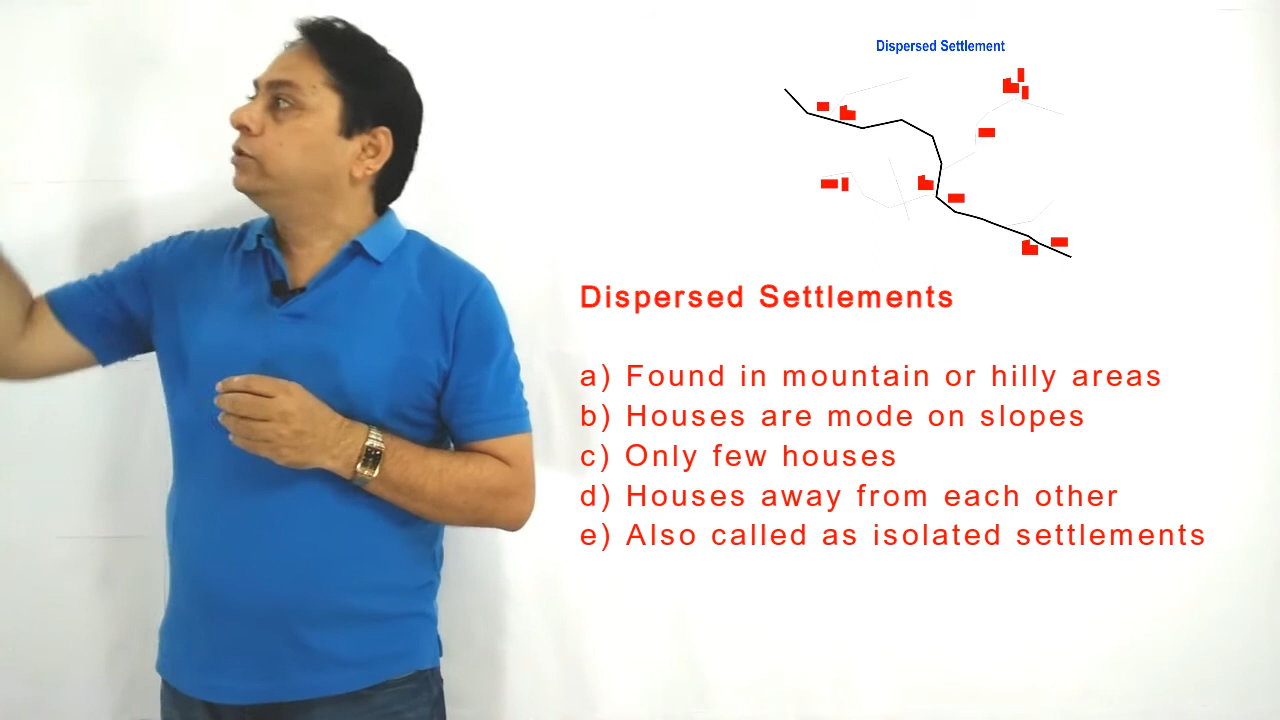 Dispersed Settlement
Dispersed Settlements
a) Found in mountain or hilly areas
b) Houses are mode on slopes
c) Only few houses
d) Houses away from each other
e) Also called as isolated settlements